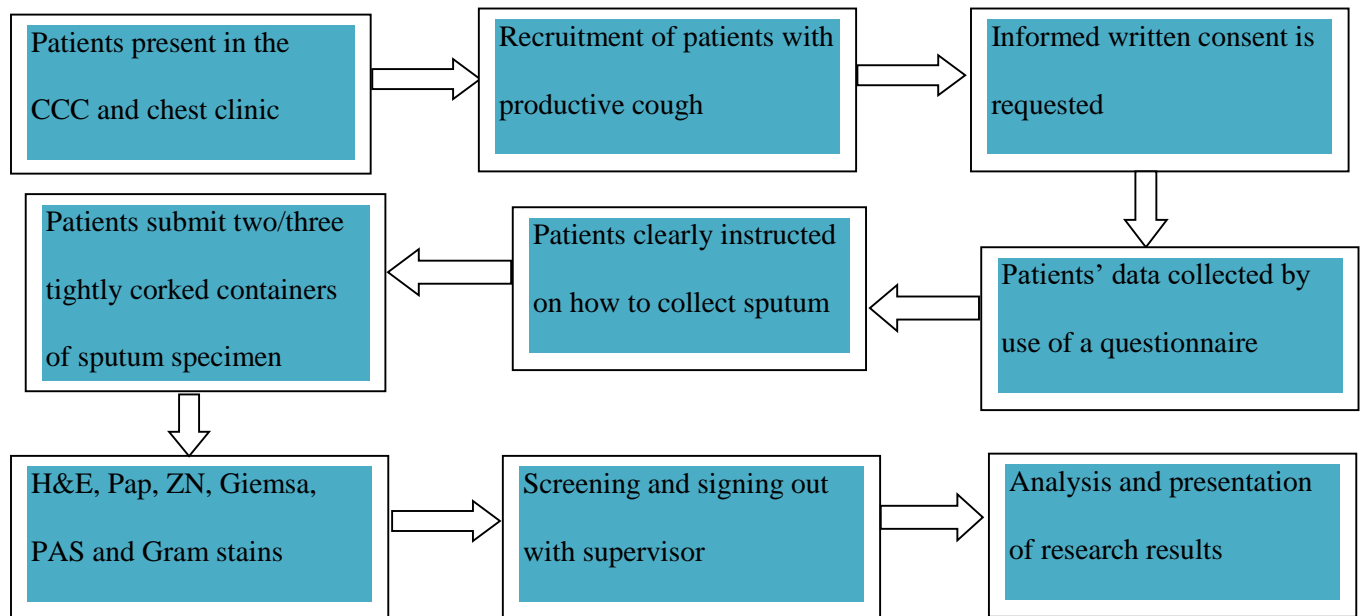 Patients present in the
CCC and chest clinic
Recruitment of patients with
productive cough
Informed written consent is
requested
Patients’ data collected by
use of a questionnaire
Patients clearly instructed
on how to collect sputum
Patients submit two/three
tightly corked containers
of sputum specimen
H&E, Pap, ZN, Giemsa,
PAS and Gram stains
Screening and signing out
with supervisor
Analysis and presentation
of research results